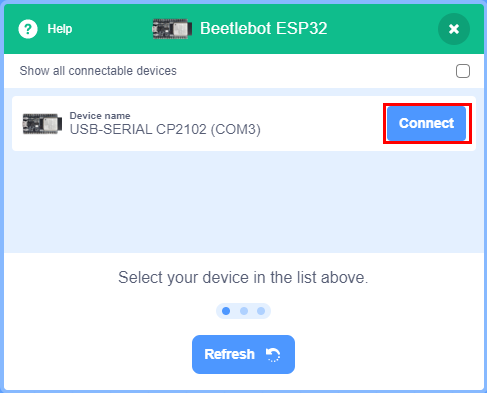 ? Help
Beetlebot ESP32
Show all connectable devices
Device name
USB-SERIAL CP2102 (COM3)
Connect
Select your device in the list above.
Refresh